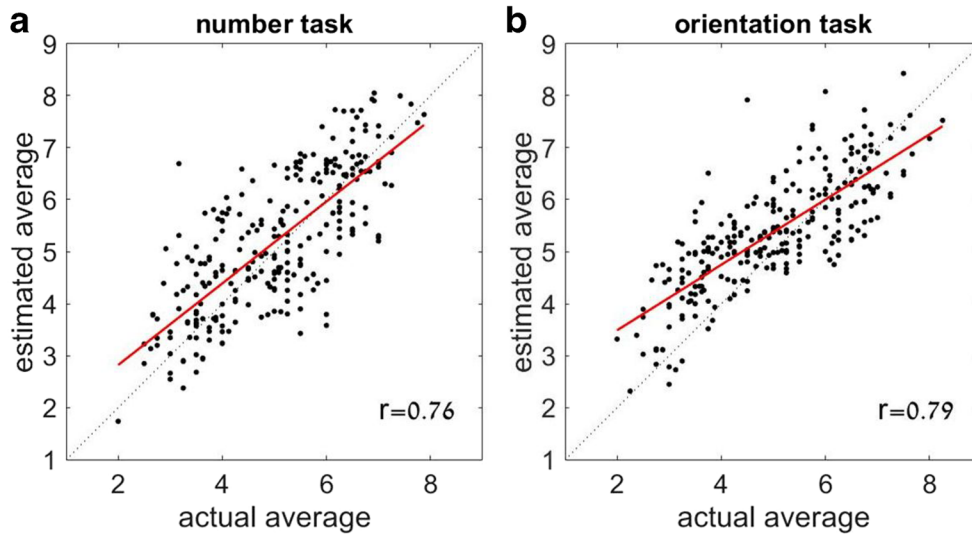 a
number task
9
8
7
6
5
4
3
2
1
estimated average
2 4 6 8
actual average
r=0.76
b
orientation task
9
8
7
6
5
4
3
2
1
estimated average
2 4 6 8
actual average
r=0.79